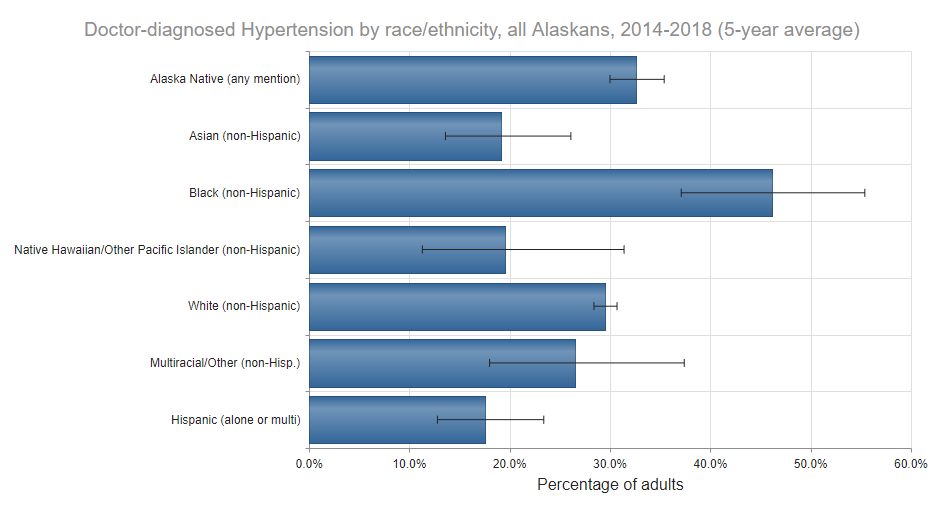 Doctor-diagnosed Hypertension by race/ethnicity, all Alaskans, 2014-2018 (5-year average)
Alaska Native (any mention)
Asian (non-Hispanic)
Black (non-Hispanic)
Native Hawaiian/Other Pacific Islander (non-Hispanic)
White (non-Hispanic)
Multiracial/Other (non-Hisp.)
Hispanic (alone or multi)
0.0% 10.0% 20.0% 30.0% 40.0% 50.0% 60.0%
Percentage of adults